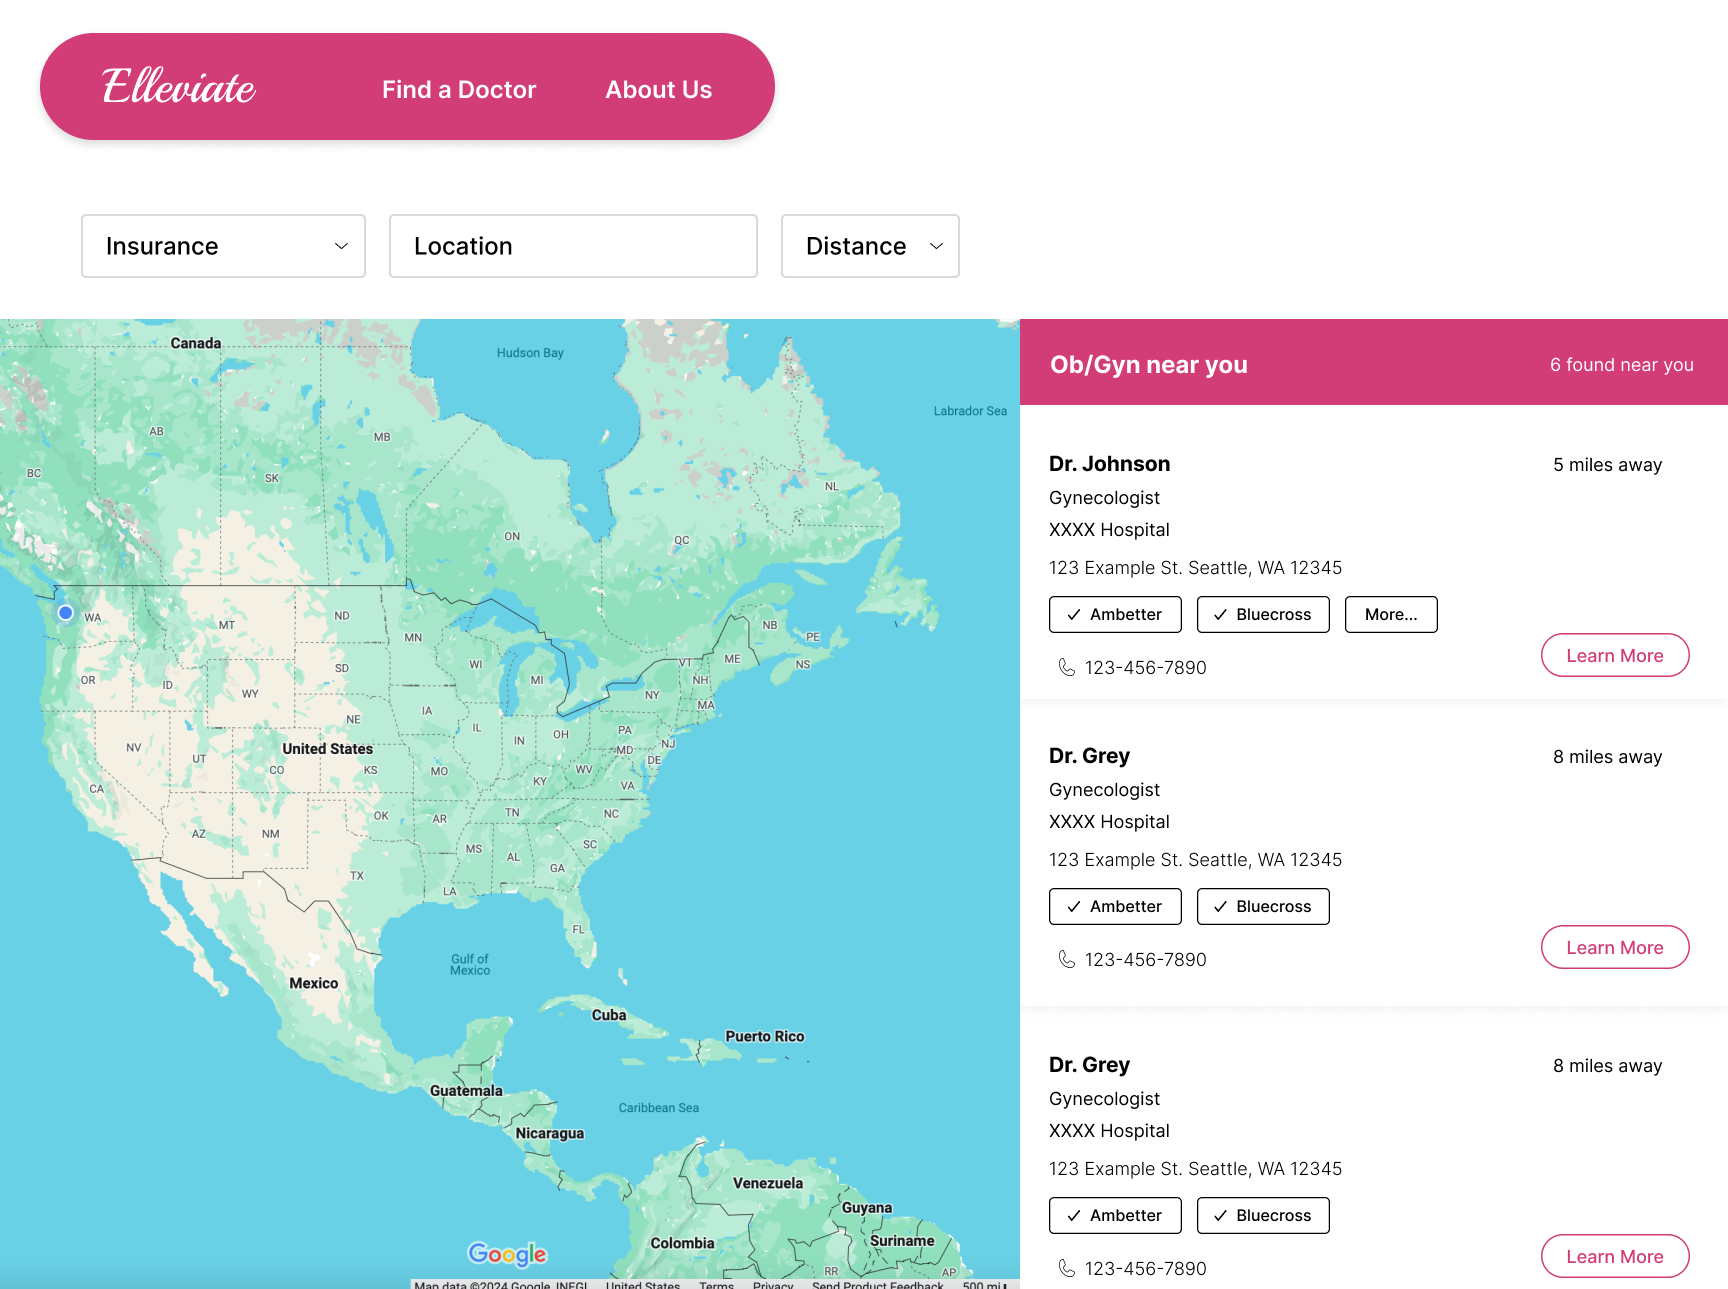 Elleviate
Find a Doctor
About Us
Insurance
Location
Distance
Canada
Hudson Bay
Labrador Sea
AB
MB
BC
SK
NL
ON
QC
WA
MT
ND
MN
NB
PE
OR
ID
WY
SD
WI
MI
VT
ME
NS
NH
NY
MA
NE
IA
IL
IN
OH
PA
NJ
NV
UT
United States
CO
KS
MO
KY
WV
MD
DE
VA
CA
AZ
NM
OK
AR
TN
NC
MS
AL
SC
GA
TX
LA
FL
Gulf of
Mexico
Mexico
Cuba
Puerto Rico
Guatemala
Caribbean Sea
Nicaragua
Venezuela
Guyana
Colombia
Suriname
RR
AP
Google
Map data ©2024 Google, INEGI United States Terms Privacy Send Product Feedback 500 mi
Ob/Gyn near you
6 found near you
Dr. Johnson
5 miles away
Gynecologist
XXXX Hospital
123 Example St. Seattle, WA 12345
Ambetter
Bluecross
More...
123-456-7890
Learn More
Dr. Grey
8 miles away
Gynecologist
XXXX Hospital
123 Example St. Seattle, WA 12345
Ambetter
Bluecross
123-456-7890
Learn More
Dr. Grey
8 miles away
Gynecologist
XXXX Hospital
123 Example St. Seattle, WA 12345
Ambetter
Bluecross
123-456-7890
Learn More